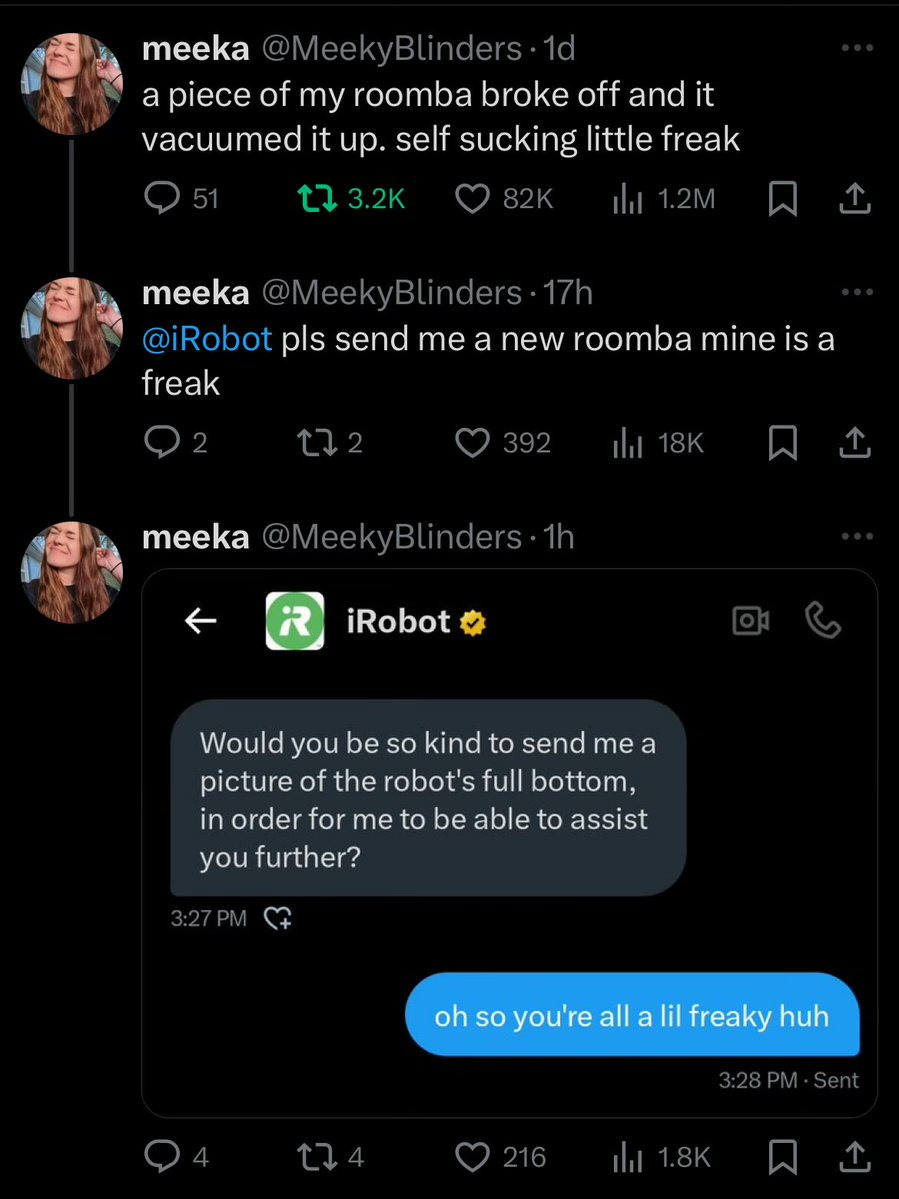 meeka @MeekyBlinders · 1d
a piece of my roomba broke off and it
vacuumed it up. self sucking little freak
51 3.2K 82K 1.2M
meeka @MeekyBlinders · 17h
@iRobot pls send me a new roomba mine is a
freak
2 2 392 18K
meeka @MeekyBlinders · 1h
iRobot
Would you be so kind to send me a
picture of the robot's full bottom,
in order for me to be able to assist
you further?
3:27 PM
oh so you're all a lil freaky huh
3:28 PM · Sent
4 4 216 1.8K